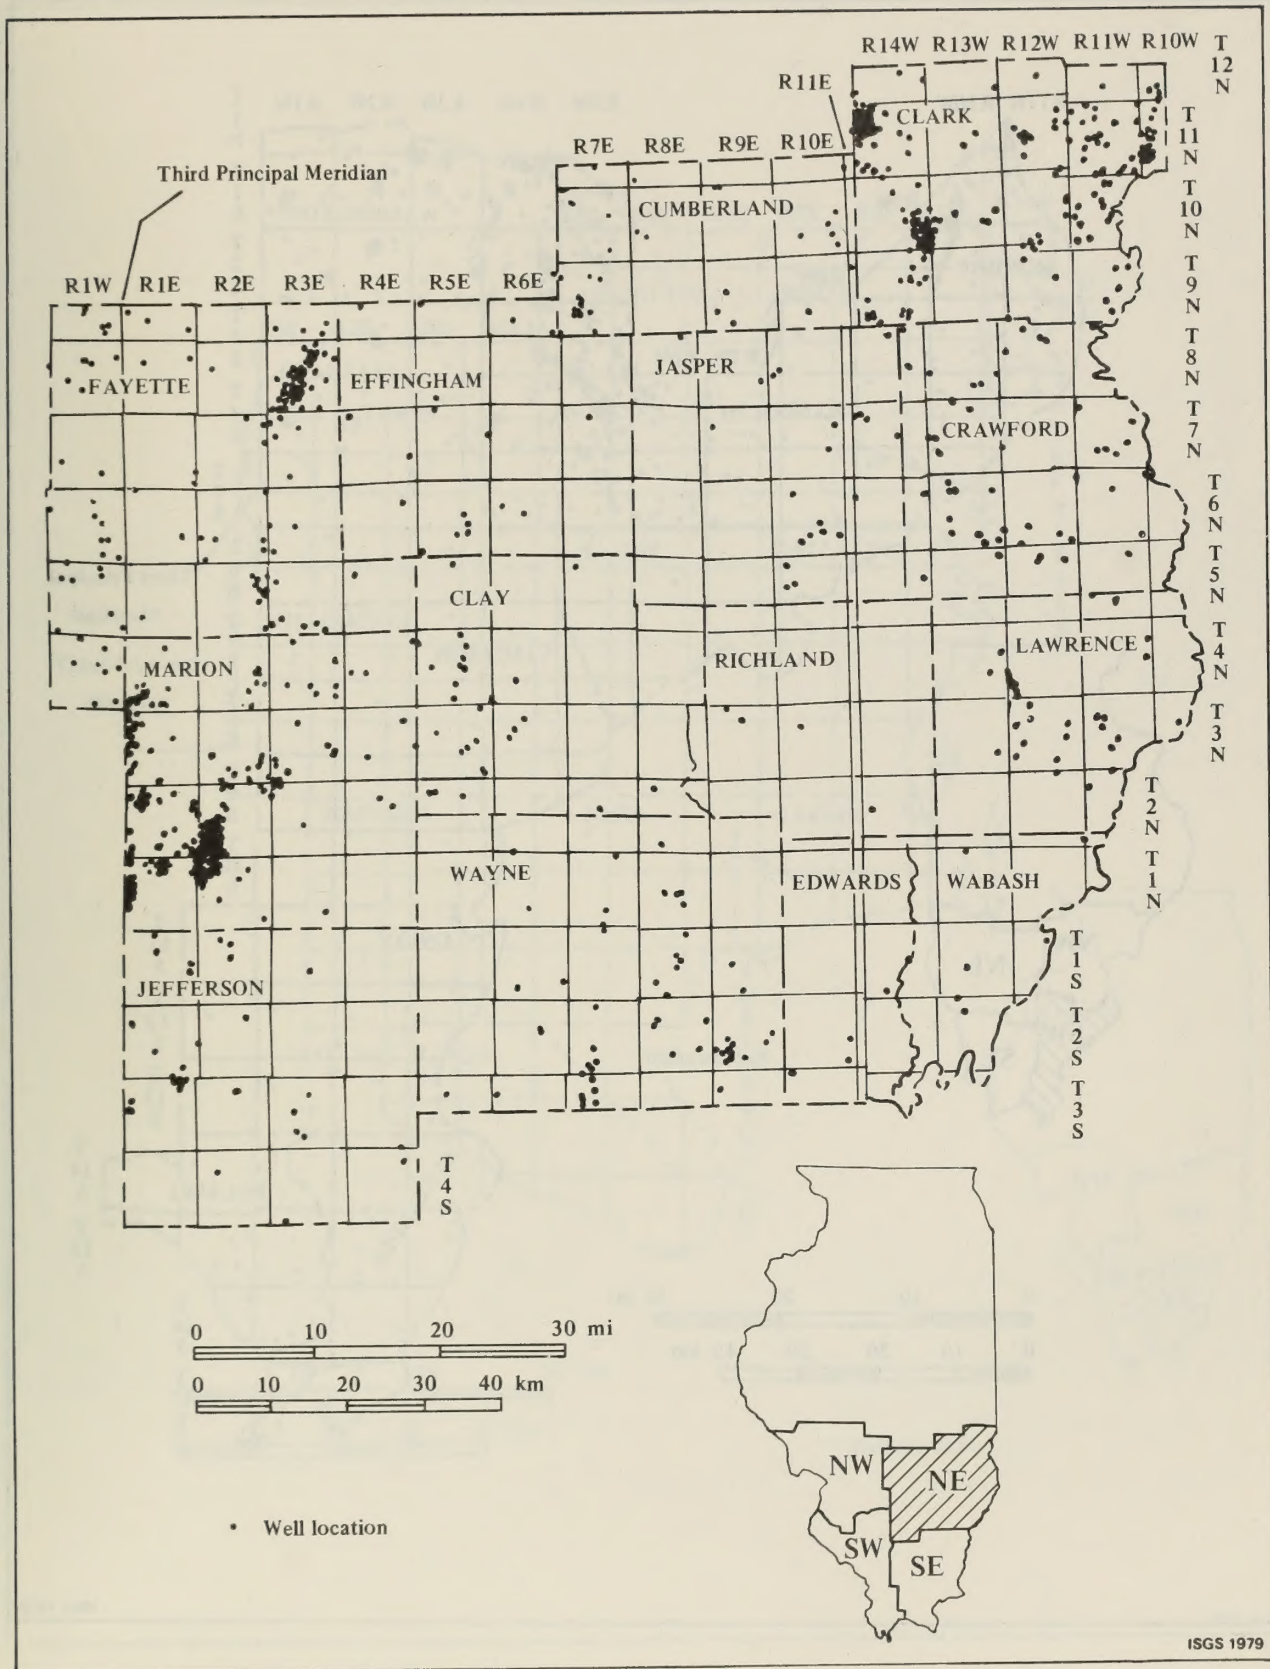 R14W R13W R12W R11W R10W
T
12
N
R11E
CLARK
T
11
N
R7E R8E R9E R10E
Third Principal Meridian
T
10
N
CUMBERLAND
T
9
N
R1W R1E R2E R3E R4E R5E R6E
T
8
N
JASPER
FAYETTE
EFFINGHAM
T
7
N
CRAWFORD
T
6
N
T
5
N
CLAY
T
4
N
LAWRENCE
MARION
RICHLAND
T
3
N
T
2
N
T
1
N
WAYNE
EDWARDS
WABASH
T
1
S
JEFFERSON
T
2
S
T
3
S
T
4
S
0 10 20 30 mi
0 10 20 30 40 km
NW
NE
SW
SE
• Well location
ISGS 1979